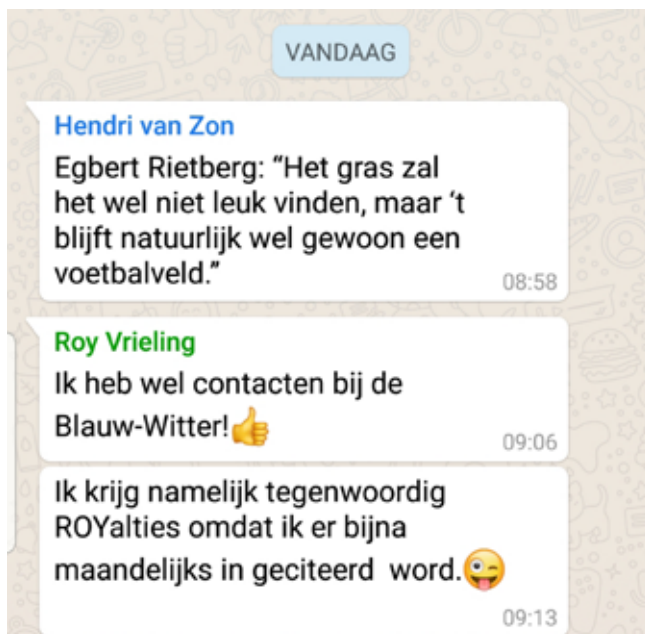 VANDAAG
Hendri van Zon
Egbert Rietberg: “Het gras zal
het wel niet leuk vinden, maar ‘t
blijft natuurlijk wel gewoon een
voetbalveld.”
08:58
Roy Vrieling
Ik heb wel contacten bij de
Blauw-Witter!👍
09:06
Ik krijg namelijk tegenwoordig
ROYalties omdat ik er bijna
maandelijks in geciteerd  word.😜
09:13